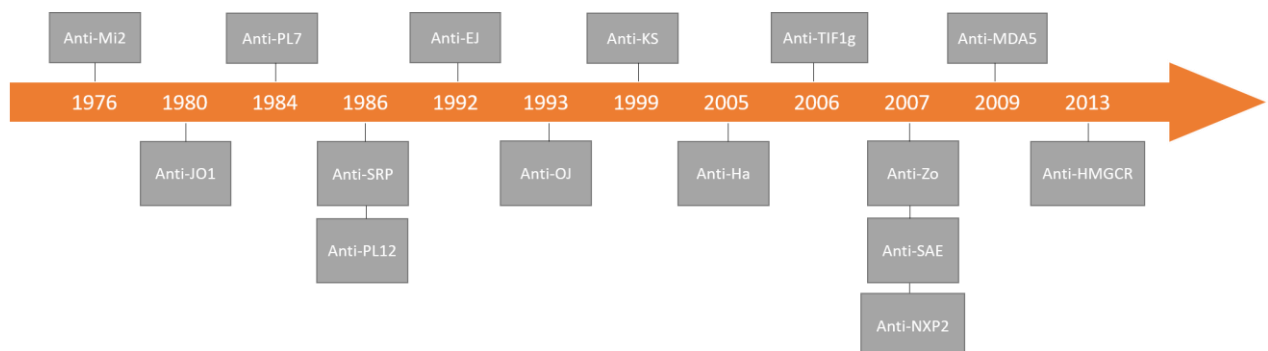 Anti-Mi2
Anti-PL7
Anti-EJ
Anti-KS
Anti-TIF1g
Anti-MDA5
1976 1980 1984 1986 1992 1993 1999 2005 2006 2007 2009 2013
Anti-JO1
Anti-SRP
Anti-OJ
Anti-Ha
Anti-Zo
Anti-HMGCR
Anti-PL12
Anti-SAE
Anti-NXP2